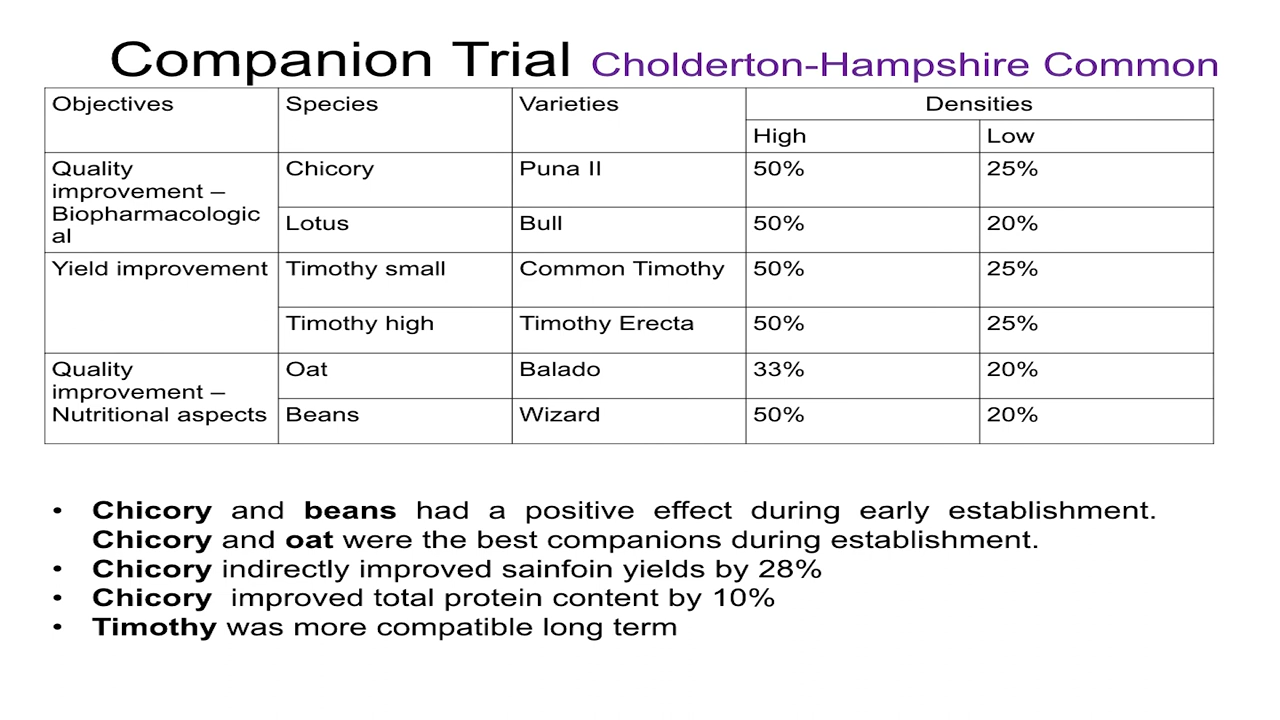 Companion Trial Cholderton-Hampshire Common
Objectives Species Varieties Densities
High Low
Quality improvement – Biopharmacologic al Chicory Puna II 50% 25%
Lotus Bull 50% 20%
Yield improvement Timothy small Common Timothy 50% 25%
Timothy high Timothy Erecta 50% 25%
Quality improvement – Nutritional aspects Oat Balado 33% 20%
Beans Wizard 50% 20%
• Chicory and beans had a positive effect during early establishment.
Chicory and oat were the best companions during establishment.
• Chicory indirectly improved sainfoin yields by 28%
• Chicory improved total protein content by 10%
• Timothy was more compatible long term